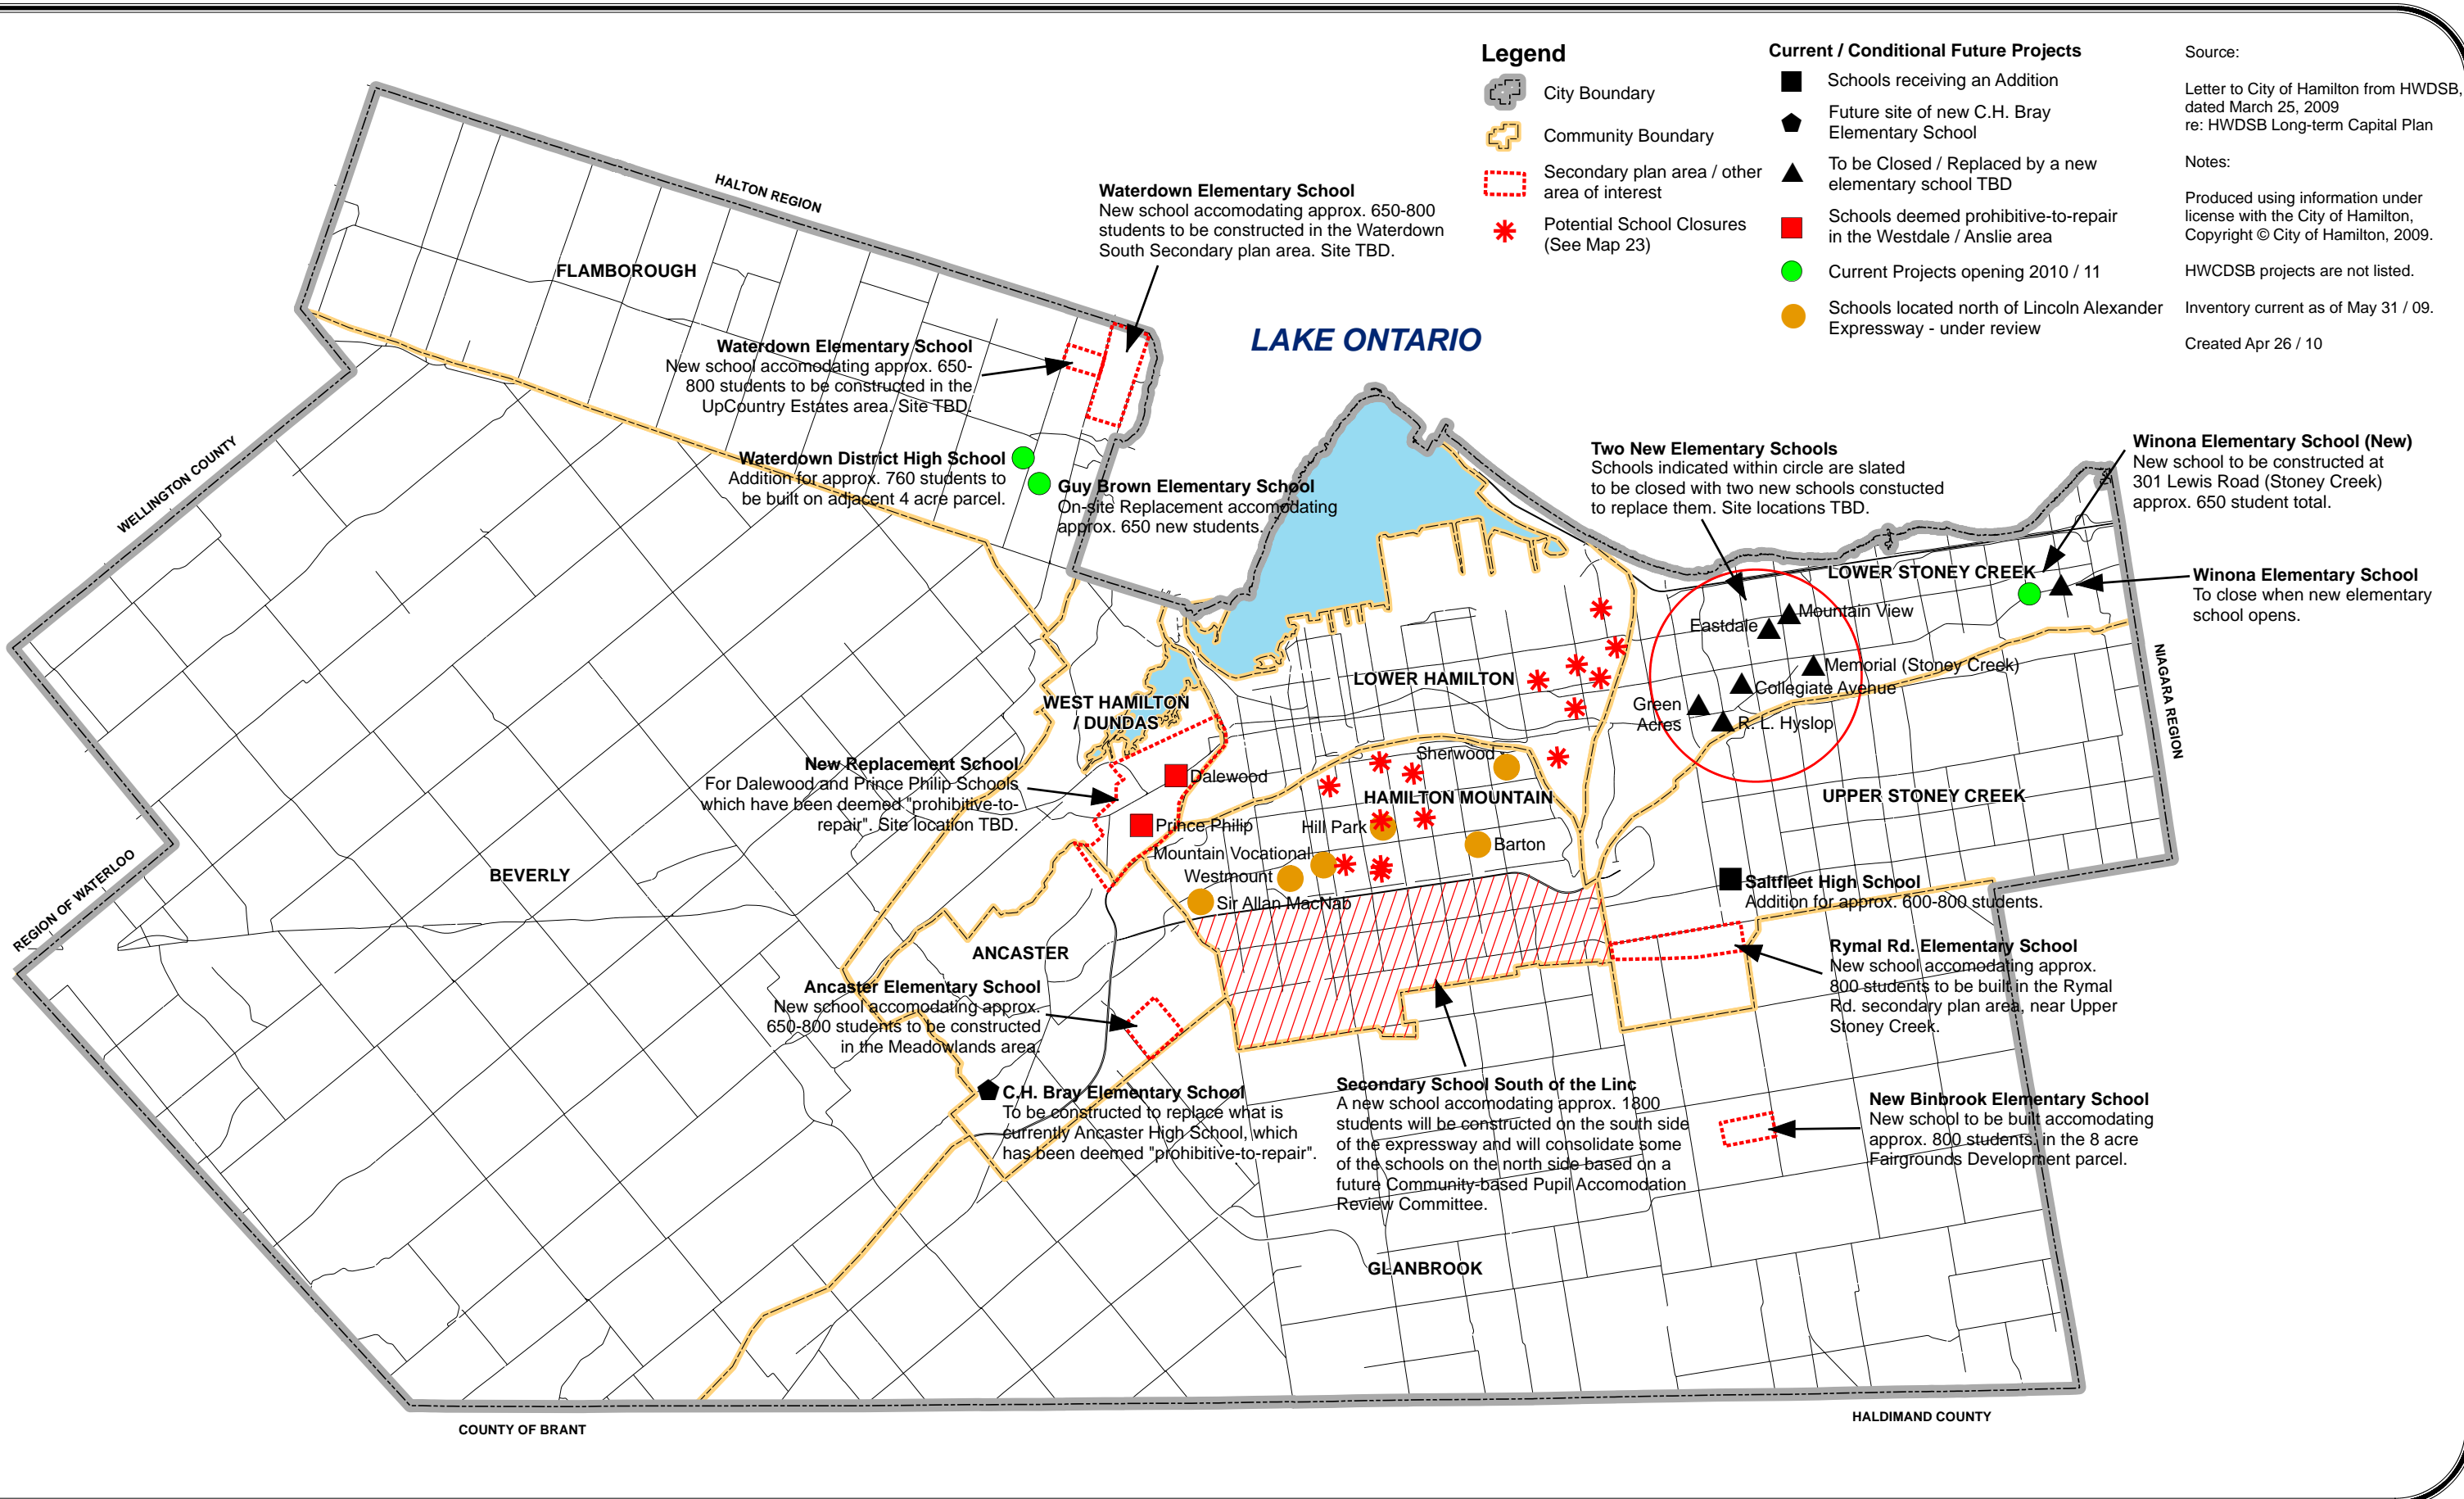 Legend
City Boundary
Community Boundary
Secondary plan area / other
area of interest
Potential School Closures
(See Map 23)
Current / Conditional Future Projects
Schools receiving an Addition
Future site of new C.H. Bray
Elementary School
To be Closed / Replaced by a new
elementary school TBD
Schools deemed prohibitive-to-repair
in the Westdale / Anslie area
Current Projects opening 2010 / 11
Schools located north of Lincoln Alexander
Expressway - under review
Source:
Letter to City of Hamilton from HWDSB,
dated March 25, 2009
re: HWDSB Long-term Capital Plan
Notes:
Produced using information under
license with the City of Hamilton,
Copyright © City of Hamilton, 2009.
HWCDSB projects are not listed.
Inventory current as of May 31 / 09.
Created Apr 26 / 10
HALTON REGION
FLAMBOROUGH
Waterdown Elementary School
New school accomodating approx. 650-800
students to be constructed in the Waterdown
South Secondary plan area. Site TBD.
LAKE ONTARIO
Waterdown Elementary School
New school accomodating approx. 650-
800 students to be constructed in the
UpCountry Estates area. Site TBD.
WELLINGTON COUNTY
Waterdown District High School
Addition for approx. 760 students to
be built on adjacent 4 acre parcel.
Guy Brown Elementary School
On-site Replacement accomodating
approx. 650 new students.
Two New Elementary Schools
Schools indicated within circle are slated
to be closed with two new schools constucted
to replace them. Site locations TBD.
Winona Elementary School (New)
New school to be constructed at
301 Lewis Road (Stoney Creek)
approx. 650 student total.
LOWER STONEY CREEK
Winona Elementary School
To close when new elementary
school opens.
Mountain View
Eastdale
Memorial (Stoney Creek)
Collegiate Avenue
Green
Acres
R. L. Hyslop
NIAGARA REGION
LOWER HAMILTON
WEST HAMILTON
/ DUNDAS
New Replacement School
For Dalewood and Prince Philip Schools
which have been deemed "prohibitive-to-
repair". Site location TBD.
Dalewood
Prince Philip
Sherwood
HAMILTON MOUNTAIN
Hill Park
Barton
Mountain Vocational
Westmount
Sir Allan MacNab
UPPER STONEY CREEK
Saltfleet High School
Addition for approx. 600-800 students.
REGION OF WATERLOO
BEVERLY
ANCASTER
Rymal Rd. Elementary School
New school accomodating approx.
800 students to be built in the Rymal
Rd. secondary plan area, near Upper
Stoney Creek.
Ancaster Elementary School
New school accomodating approx.
650-800 students to be constructed
in the Meadowlands area.
C.H. Bray Elementary School
To be constructed to replace what is
currently Ancaster High School, which
has been deemed "prohibitive-to-repair".
Secondary School South of the Linc
A new school accomodating approx. 1800
students will be constructed on the south side
of the expressway and will consolidate some
of the schools on the north side based on a
future Community-based Pupil Accomodation
Review Committee.
New Binbrook Elementary School
New school to be built accomodating
approx. 800 students. in the 8 acre
Fairgrounds Development parcel.
GLANBROOK
COUNTY OF BRANT
HALDIMAND COUNTY